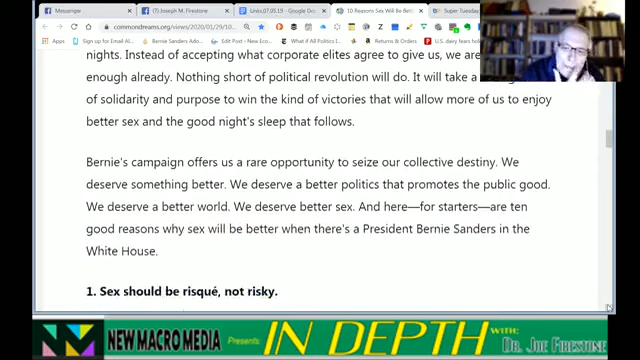 Messenger
(7) Joseph M. Firestone
Links,07.05.19 - Google Do
10 Reasons Sex Will Be Bett
Super Tuesday
commondreams.org/views/2020/01/29/10
Sign up for Email Al
Bernie Sanders Ado
What If All Politics I
Returns & Orders
U.S. dairy fears
nights. Instead of accepting what corporate elites agree to give us, we are
enough already. Nothing short of political revolution will do. It will take a
of solidarity and purpose to win the kind of victories that will allow more of us to enjoy
better sex and the good night's sleep that follows.
Bernie's campaign offers us a rare opportunity to seize our collective destiny. We
deserve something better. We deserve a better politics that promotes the public good.
We deserve a better world. We deserve better sex. And here—for starters—are ten
good reasons why sex will be better when there's a President Bernie Sanders in the
White House.
1. Sex should be risqué, not risky.
NEW MACRO MEDIA Presents: IN DEPTH WITH: DR. JOE FIRESTONE